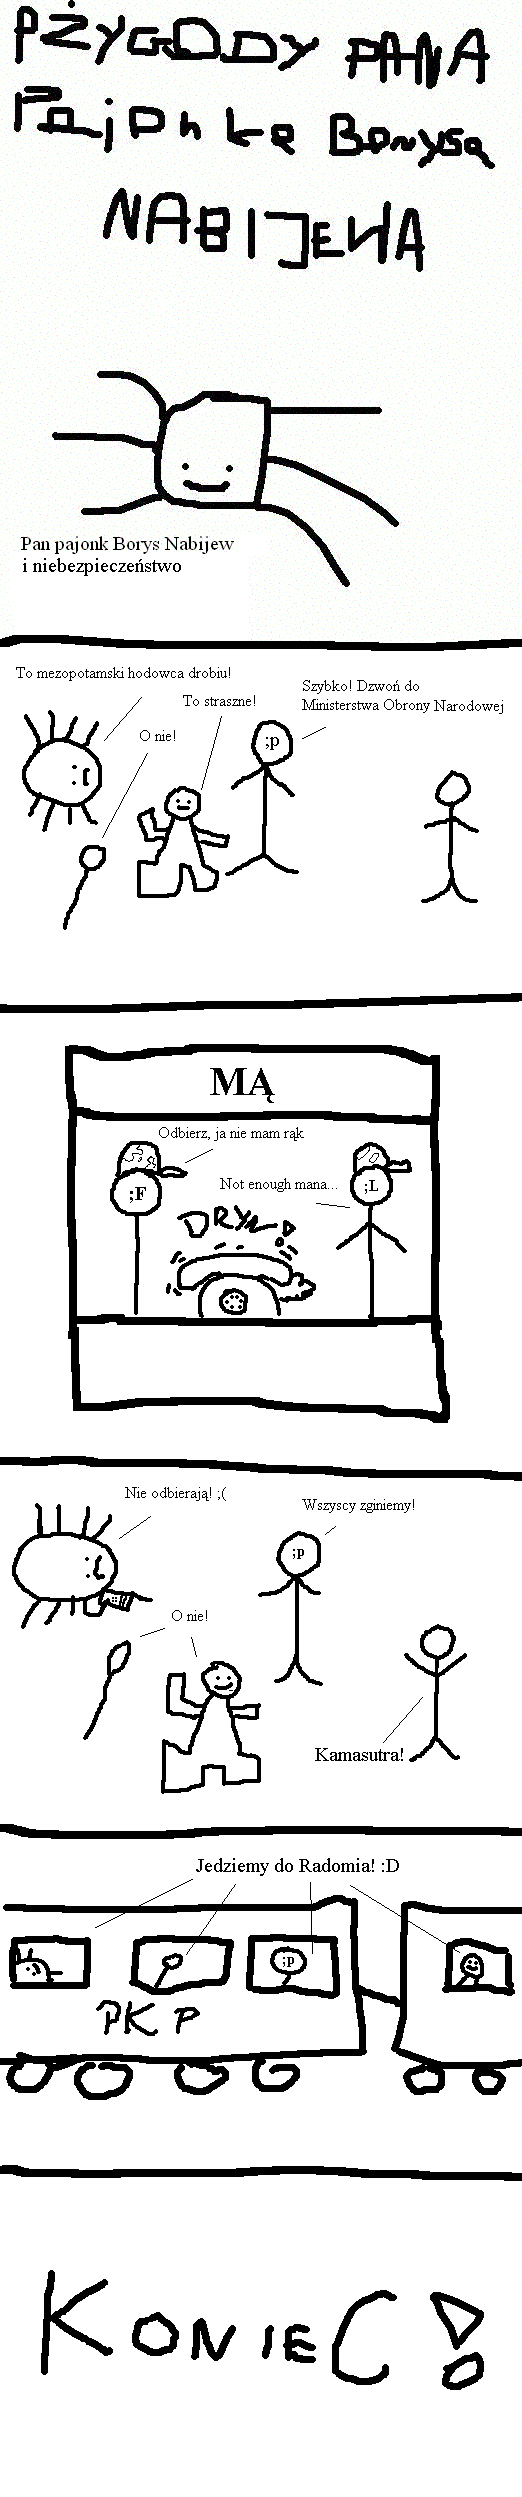 PŻYGODY PANA
PajonkA Borysa
NABIJEWA
Pan pajonk Borys Nabijew
i niebezpieczeństwo
To mezopotamski hodowca drobiu!
O nie!
To straszne!
Szybko! Dzwoń do
Ministerstwa Obrony Narodowej
;p
MĄ
Odbierz, ja nie mam rąk
;F
Not enough mana...
;L
DRYN!
Nie odbierają! ;(
Wszyscy zginiemy!
;p
O nie!
Kamasutra!
Jedziemy do Radomia! :D
;p
PKP
KONIEC!